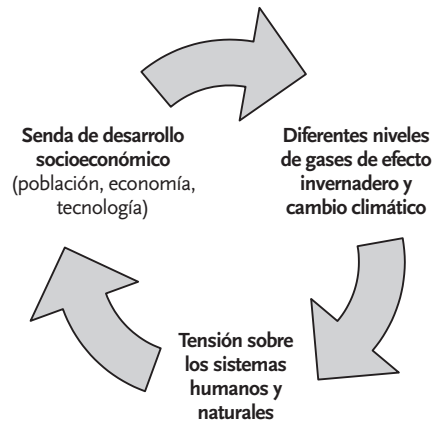 Senda de desarrollo
socioeconómico
(población, economía,
tecnología)
Diferentes niveles
de gases de efecto
invernadero y
cambio climático
Tensión sobre
los sistemas
humanos y
naturales